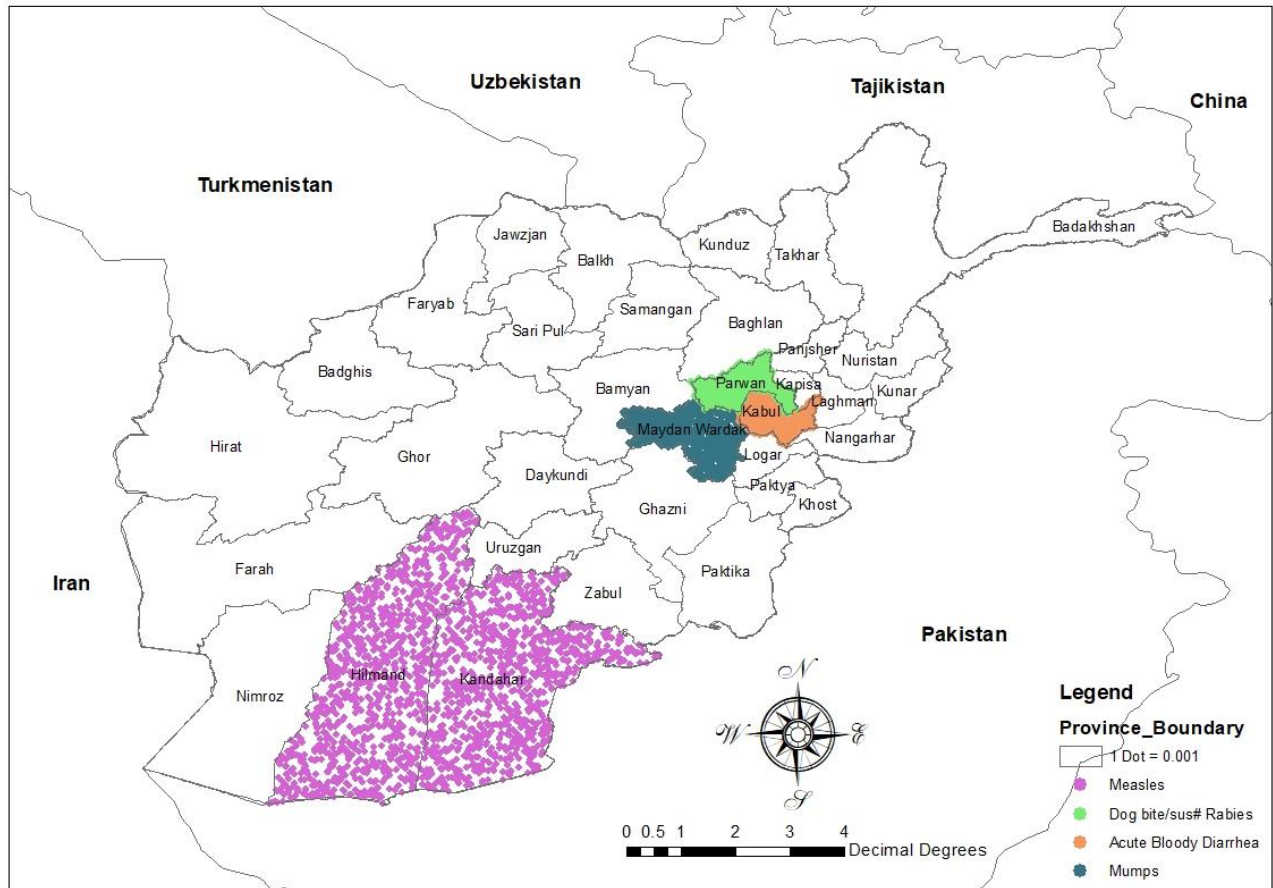 Uzbekistan
Tajikistan
China
Turkmenistan
Badakhshan
Jawzjan
Kunduz
Takhar
Balkh
Faryab
Samangan
Sari Pul
Baghlan
Panjsher
Nuristan
Badghis
Bamyan
Parwan
Kapisa
Kunar
Laghman
Kabul
Maydan Wardak
Nangarhar
Hirat
Ghor
Logar
Daykundi
Paktya
Khost
Ghazni
Uruzgan
Farah
Paktika
Iran
Zabul
Pakistan
Hilmand
Kandahar
Nimroz
N
W
E
S
Legend
Province_Boundary
1 Dot = 0.001
Measles
Dog bite/sus# Rabies
Acute Bloody Diarrhea
Mumps
0 0.5 1 2 3 4
Decimal Degrees